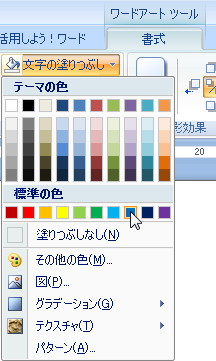 ワードアート ツール
活用しよう！ワード
書式
文字の塗りつぶし
テーマの色
標準の色
塗りつぶしなし(N)
その他の色(M)...
図(P)...
グラデーション(G)
テクスチャ(T)
パターン(A)...
形効果
20